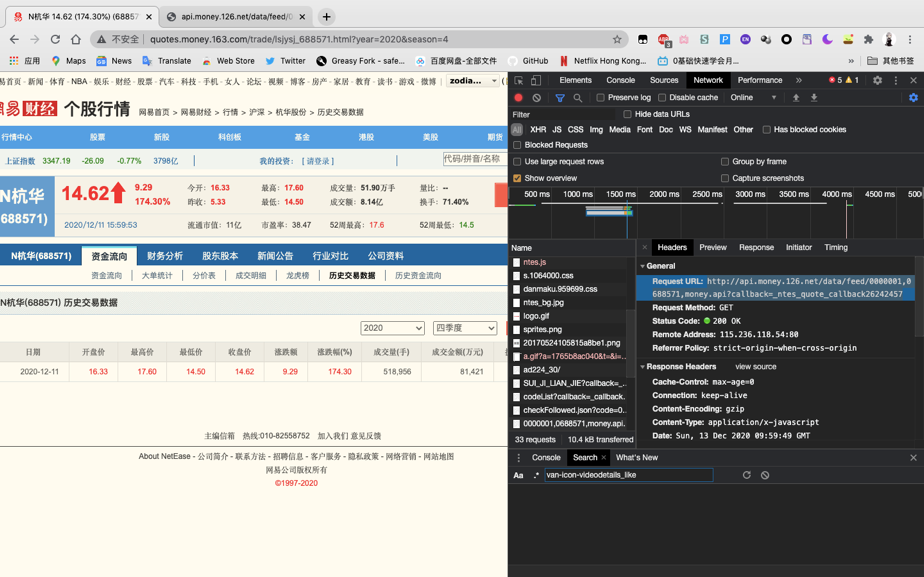 N杭华 14.62 (174.30%) (6885
api.money.126.net/data/feed/0
不安全
quotes.money.163.com/trade/lsjysj_688571.html?year=2020&season=4
应用
Maps
News
Translate
Web Store
Twitter
Greasy Fork - safe...
百度网盘-全部文件
GitHub
Netflix Hong Kong...
0基础快速学会月...
»
其他书签
易首页 - 新闻 - 体育 - NBA - 娱乐 - 财经 - 股票 - 汽车 - 科技 - 手机 - 女人 - 论坛 - 视频 - 博客 - 房产 - 家居 - 教育 - 读书 - 游戏 - 微博
zodia...
易 财经 个股行情
网易首页 > 网易财经 > 行情 > 沪深 > 杭华股份 > 历史交易数据
行情中心 股票 新股 科创板 基金 港股 美股 期货
上证指数 3347.19 -26.09 -0.77% 3798亿
我的投资： [ 请登录 ]
代码/拼音/名称
N杭华
688571)
14.62
9.29
174.30%
2020/12/11 15:59:53
今开：16.33 最高：17.60 成交量：51.90万手 量比：--
昨收：5.33 最低：14.50 成交额：8.14亿 换手：71.40%
流通市值：11亿 市盈率：38.47 52周最高：17.6 52周最低：14.5
N杭华(688571) 资金流向 财务分析 股东股本 新闻公告 行业对比 公司资料
资金流向 大单统计 分价表 成交明细 龙虎榜 历史交易数据 历史资金流向
N杭华(688571) 历史交易数据
2020 四季度
日期 开盘价 最高价 最低价 收盘价 涨跌额 涨跌幅(%) 成交量(手) 成交金额(万元)
2020-12-11 16.33 17.60 14.50 14.62 9.29 174.30 518,956 81,421
主编信箱 热线:010-82558752 加入我们 意见反馈
About NetEase - 公司简介 - 联系方法 - 招聘信息 - 客户服务 - 隐私政策 - 网络营销 - 网站地图
网易公司版权所有
©1997-2020
Elements Console Sources Network Performance » 5 1
Preserve log Disable cache Online
Filter Hide data URLs
All XHR JS CSS Img Media Font Doc WS Manifest Other Has blocked cookies
Blocked Requests
Use large request rows Group by frame
Show overview Capture screenshots
500 ms 1000 ms 1500 ms 2000 ms 2500 ms 3000 ms 3500 ms 4000 ms 4500 ms 500
Name
ntes.js
s.1064000.css
danmaku.959699.css
ntes_bg.jpg
logo.gif
sprites.png
20170524105815a8be1.png
a.gif?a=1765b8ac040&t=&i=...
ad224_30/
SUI_JI_LIAN_JIE?callback=_...
codeList?callback=_callback...
checkFollowed.json?code=0...
0000001,0688571,money.api...
33 requests 10.4 kB transferred
Headers Preview Response Initiator Timing
General
Request URL: http://api.money.126.net/data/feed/0000001,0
688571,money.api?callback=_ntes_quote_callback26242457
Request Method: GET
Status Code: 200 OK
Remote Address: 115.236.118.54:80
Referrer Policy: strict-origin-when-cross-origin
Response Headers view source
Cache-Control: max-age=0
Connection: keep-alive
Content-Encoding: gzip
Content-Type: application/x-javascript
Date: Sun, 13 Dec 2020 09:59:49 GMT
Console Search What's New
Aa .* van-icon-videodetails_like